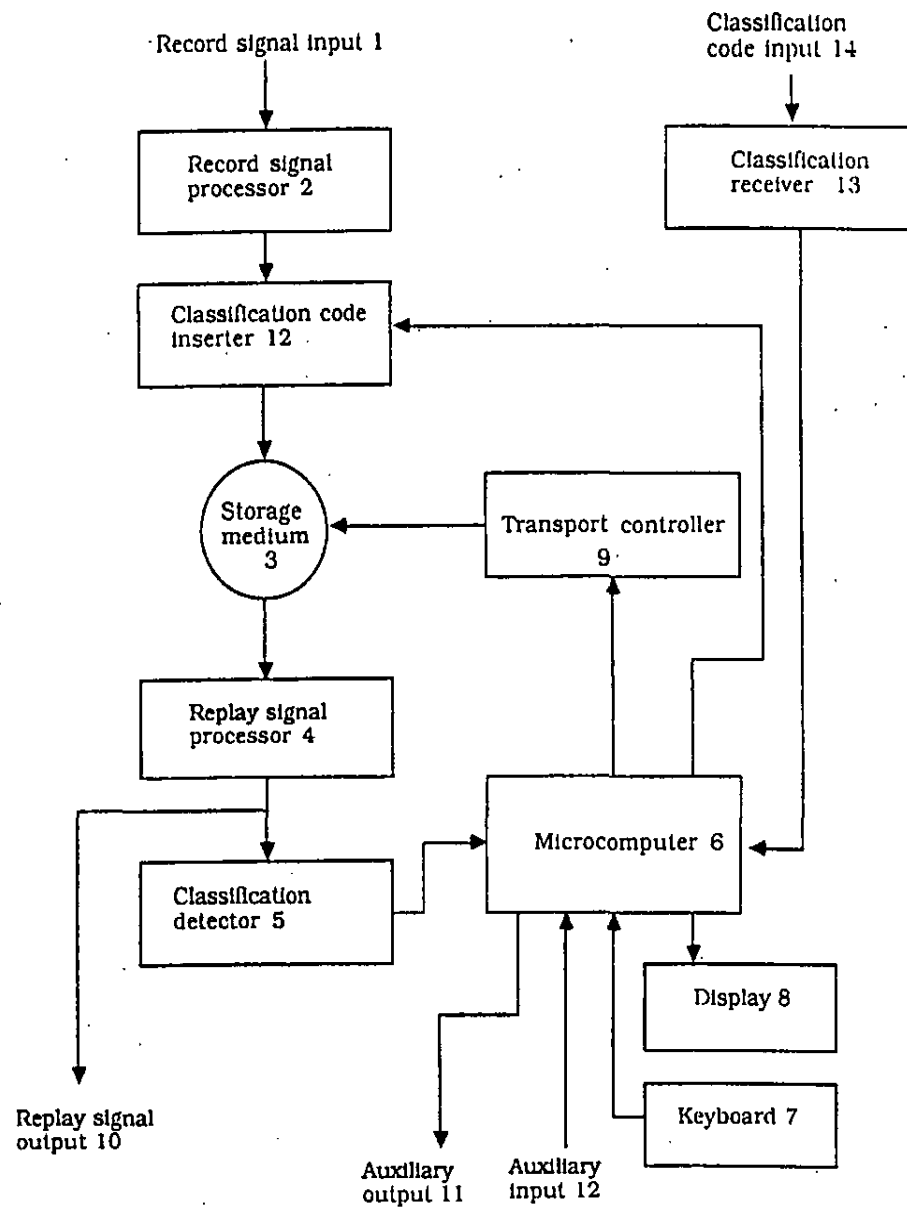 Record signal input 1
Classification
code input 14
Record signal
processor 2
Classification
receiver 13
Classification code
inserter 12
Storage
medium
3
Transport controller
9
Replay signal
processor 4
Microcomputer 6
Classification
detector 5
Display 8
Keyboard 7
Replay signal
output 10
Auxiliary
output 11
Auxiliary
input 12